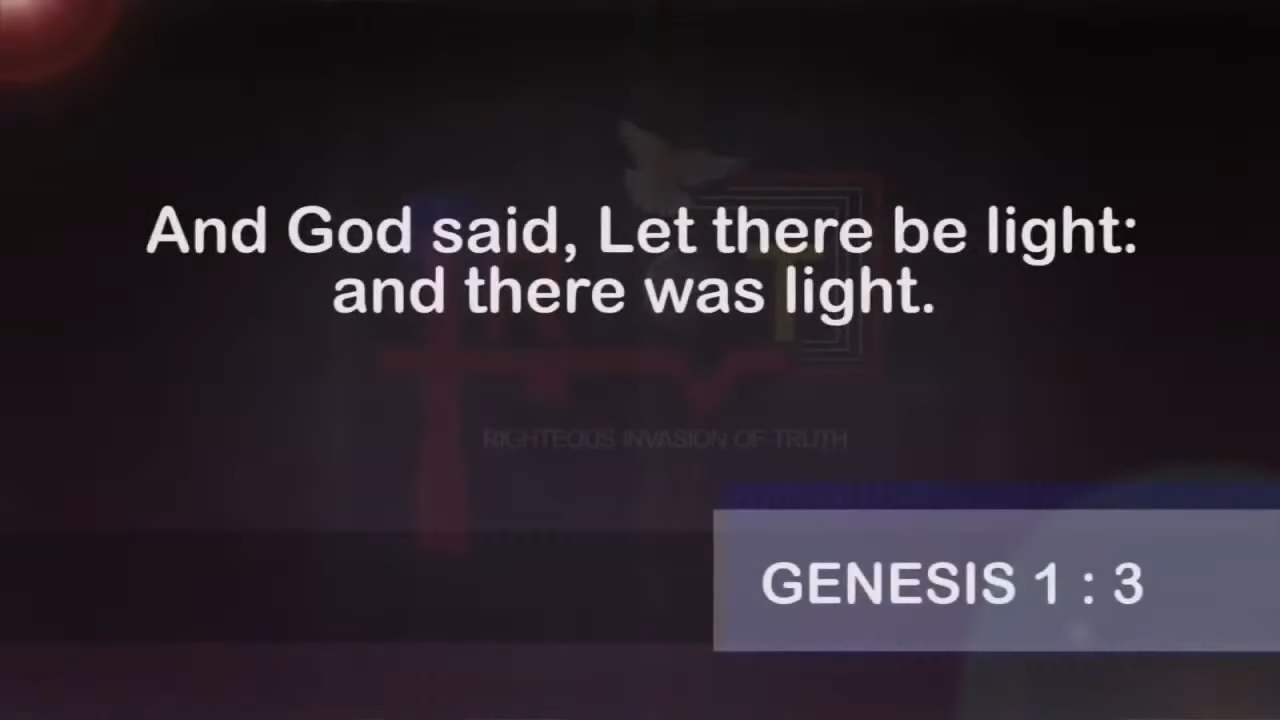 And God said, Let there be light:
and there was light.
T
RIGHTEOUS INVASION OF TRUTH
GENESIS 1 : 3